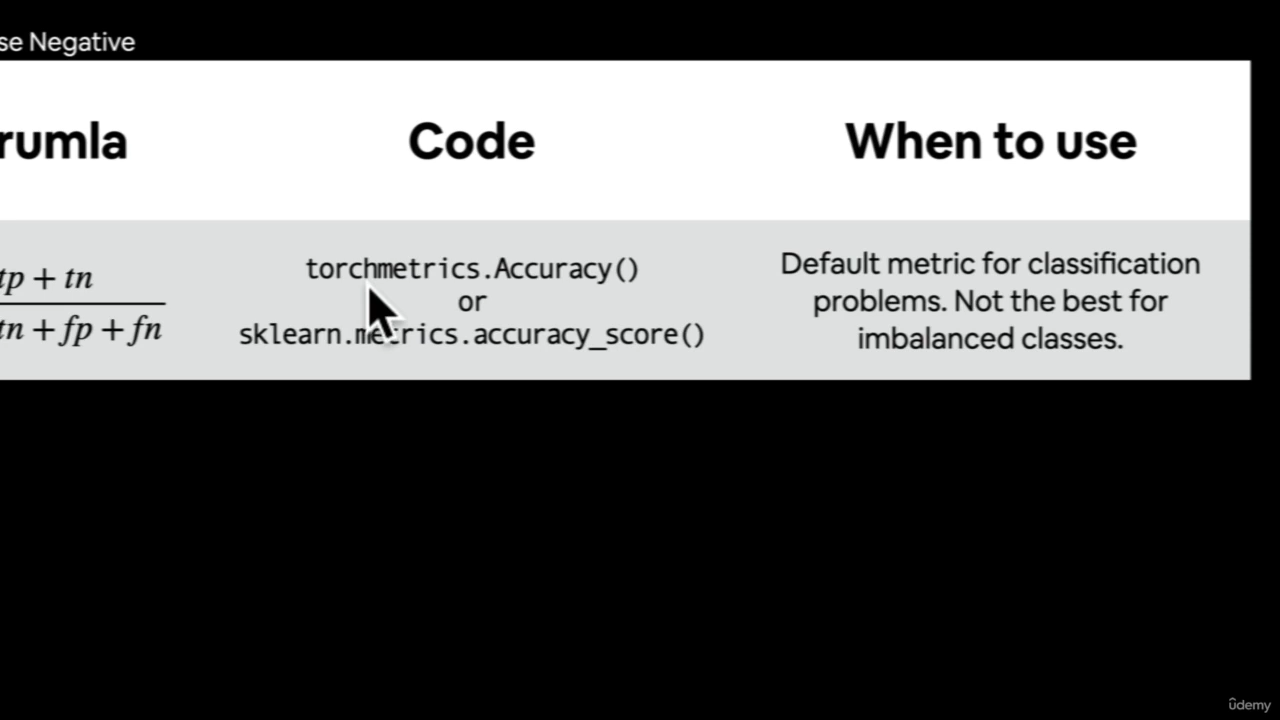 se Negative
rumla
Code
When to use
tp + tn
tn + fp + fn
torchmetrics.Accuracy()
or
sklearn.metrics.accuracy_score()
Default metric for classification
problems. Not the best for
imbalanced classes.
ûdemy